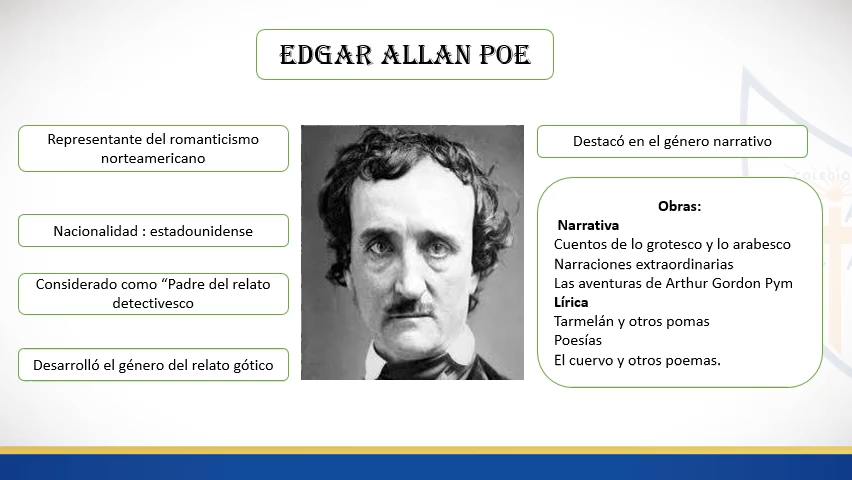 EDGAR ALLAN POE
Representante del romanticismo
norteamericano
Nacionalidad : estadounidense
Considerado como “Padre del relato
detectivesco
Desarrolló el género del relato gótico
Destacó en el género narrativo
Obras:
Narrativa
Cuentos de lo grotesco y lo arabesco
Narraciones extraordinarias
Las aventuras de Arthur Gordon Pym
Lírica
Tarmelán y otros pomas
Poesías
El cuervo y otros poemas.
COLEGIO